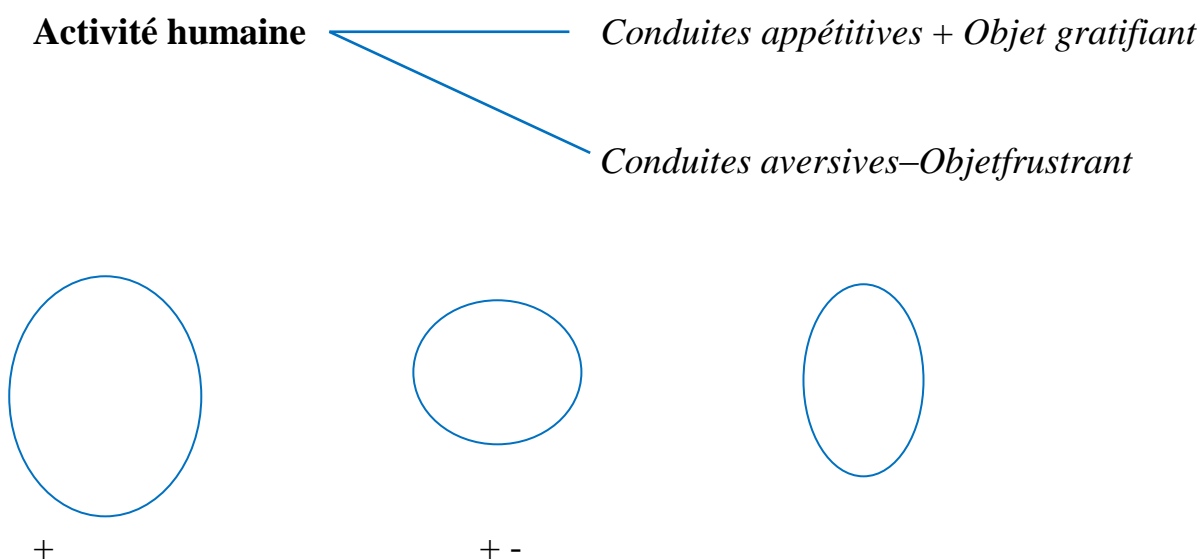 Activité humaine Conduites appétitives + Objet gratifiant
Conduites aversives–Objetfrustrant
+ + -